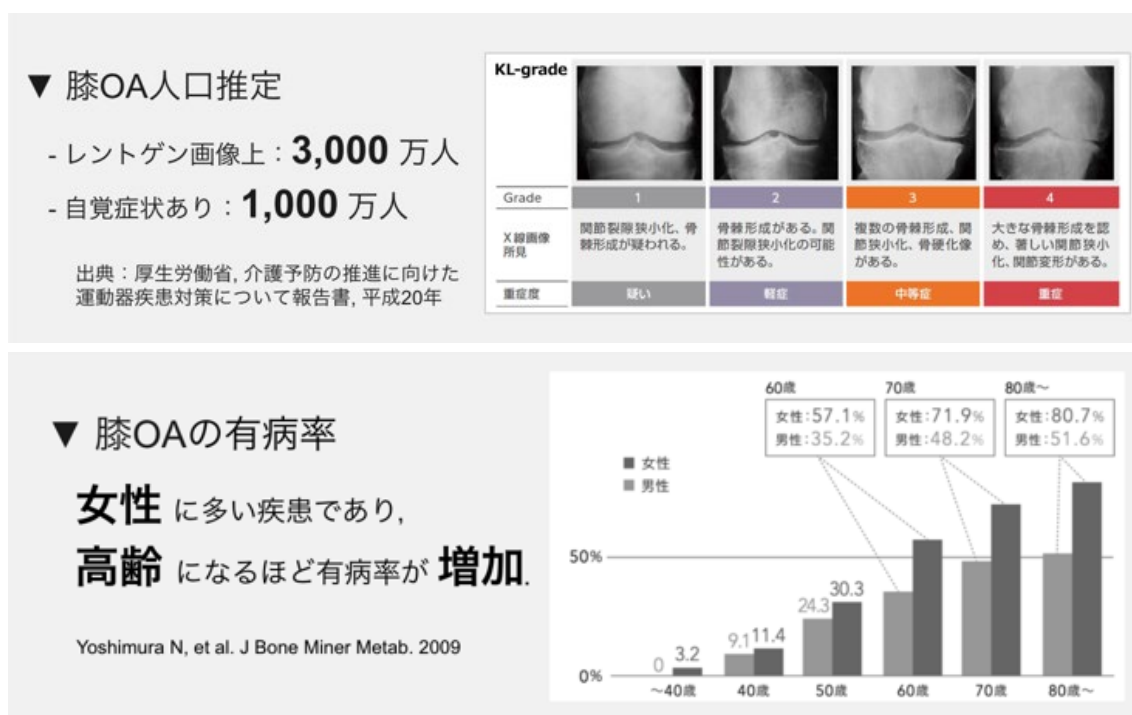 ▼ 膝OA人口推定
- レントゲン画像上：3,000 万人
- 自覚症状あり：1,000 万人
出典：厚生労働省, 介護予防の推進に向けた
運動器疾患対策について報告書, 平成20年
KL-grade
Grade 1 2 3 4
X線画像
所見
関節裂隙狭小化、骨
棘形成が疑われる。
骨棘形成がある。関
節裂隙狭小化の可能
性がある。
複数の骨棘形成、関
節狭小化、骨硬化像
がある。
大きな骨棘形成を認
め、著しい関節狭小
化、関節変形がある。
重症度 疑い 軽症 中等症 重症
▼ 膝OAの有病率
女性 に多い疾患であり,
高齢 になるほど有病率が 増加.
Yoshimura N, et al. J Bone Miner Metab. 2009
60歳
女性：57.1%
男性：35.2%
70歳
女性：71.9%
男性：48.2%
80歳～
女性：80.7%
男性：51.6%
■ 女性
■ 男性
50%
0%
0 3.2
9.1 11.4
24.3 30.3
～40歳 40歳 50歳 60歳 70歳 80歳～